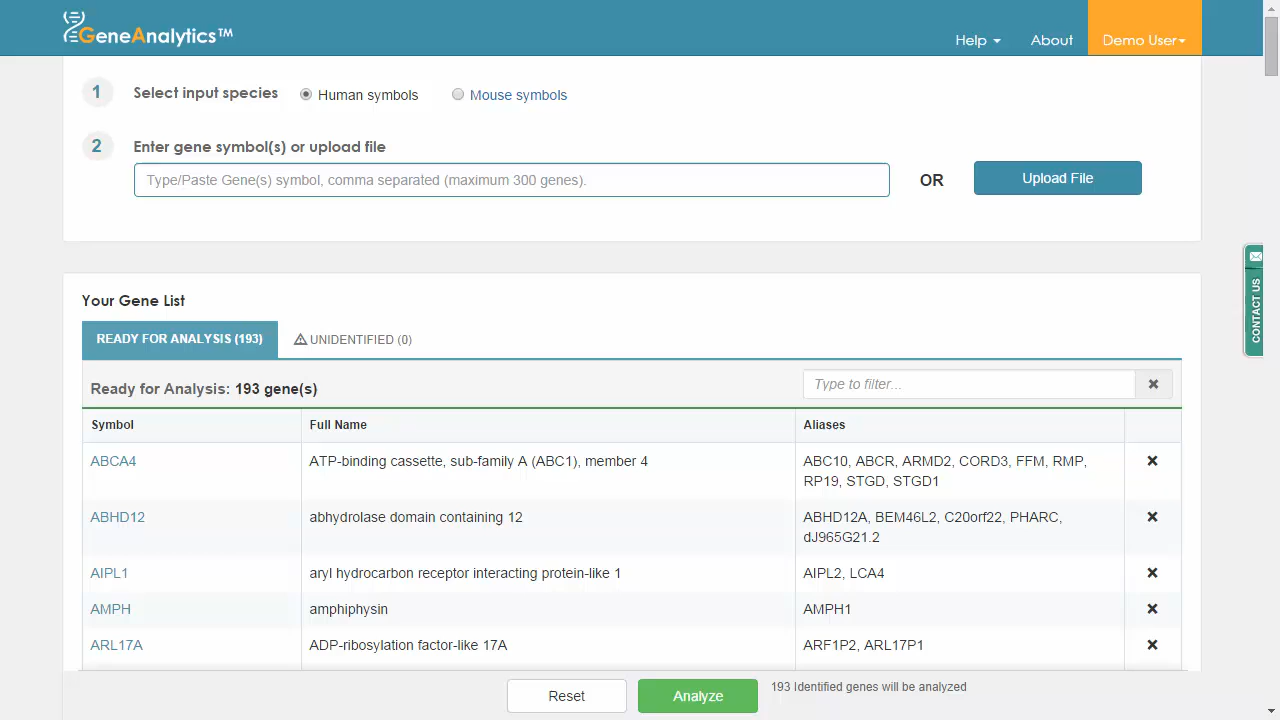 GeneAnalytics™
Help
About
Demo User
1 Select input species Human symbols Mouse symbols
2 Enter gene symbol(s) or upload file
Type/Paste Gene(s) symbol, comma separated (maximum 300 genes).
OR
Upload File
CONTACT US
Your Gene List
READY FOR ANALYSIS (193) UNIDENTIFIED (0)
Ready for Analysis: 193 gene(s) Type to filter...
Symbol Full Name Aliases
ABCA4 ATP-binding cassette, sub-family A (ABC1), member 4 ABC10, ABCR, ARMD2, CORD3, FFM, RMP,
RP19, STGD, STGD1
ABHD12 abhydrolase domain containing 12 ABHD12A, BEM46L2, C20orf22, PHARC,
dJ965G21.2
AIPL1 aryl hydrocarbon receptor interacting protein-like 1 AIPL2, LCA4
AMPH amphiphysin AMPH1
ARL17A ADP-ribosylation factor-like 17A ARF1P2, ARL17P1
Reset Analyze 193 Identified genes will be analyzed